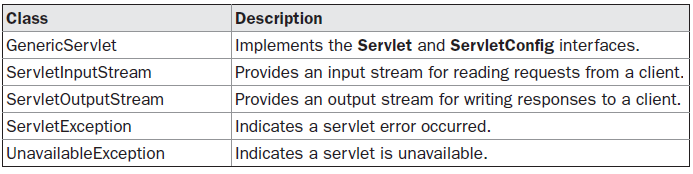 Class Description
GenericServlet Implements the Servlet and ServletConfig interfaces.
ServletInputStream Provides an input stream for reading requests from a client.
ServletOutputStream Provides an output stream for writing responses to a client.
ServletException Indicates a servlet error occurred.
UnavailableException Indicates a servlet is unavailable.